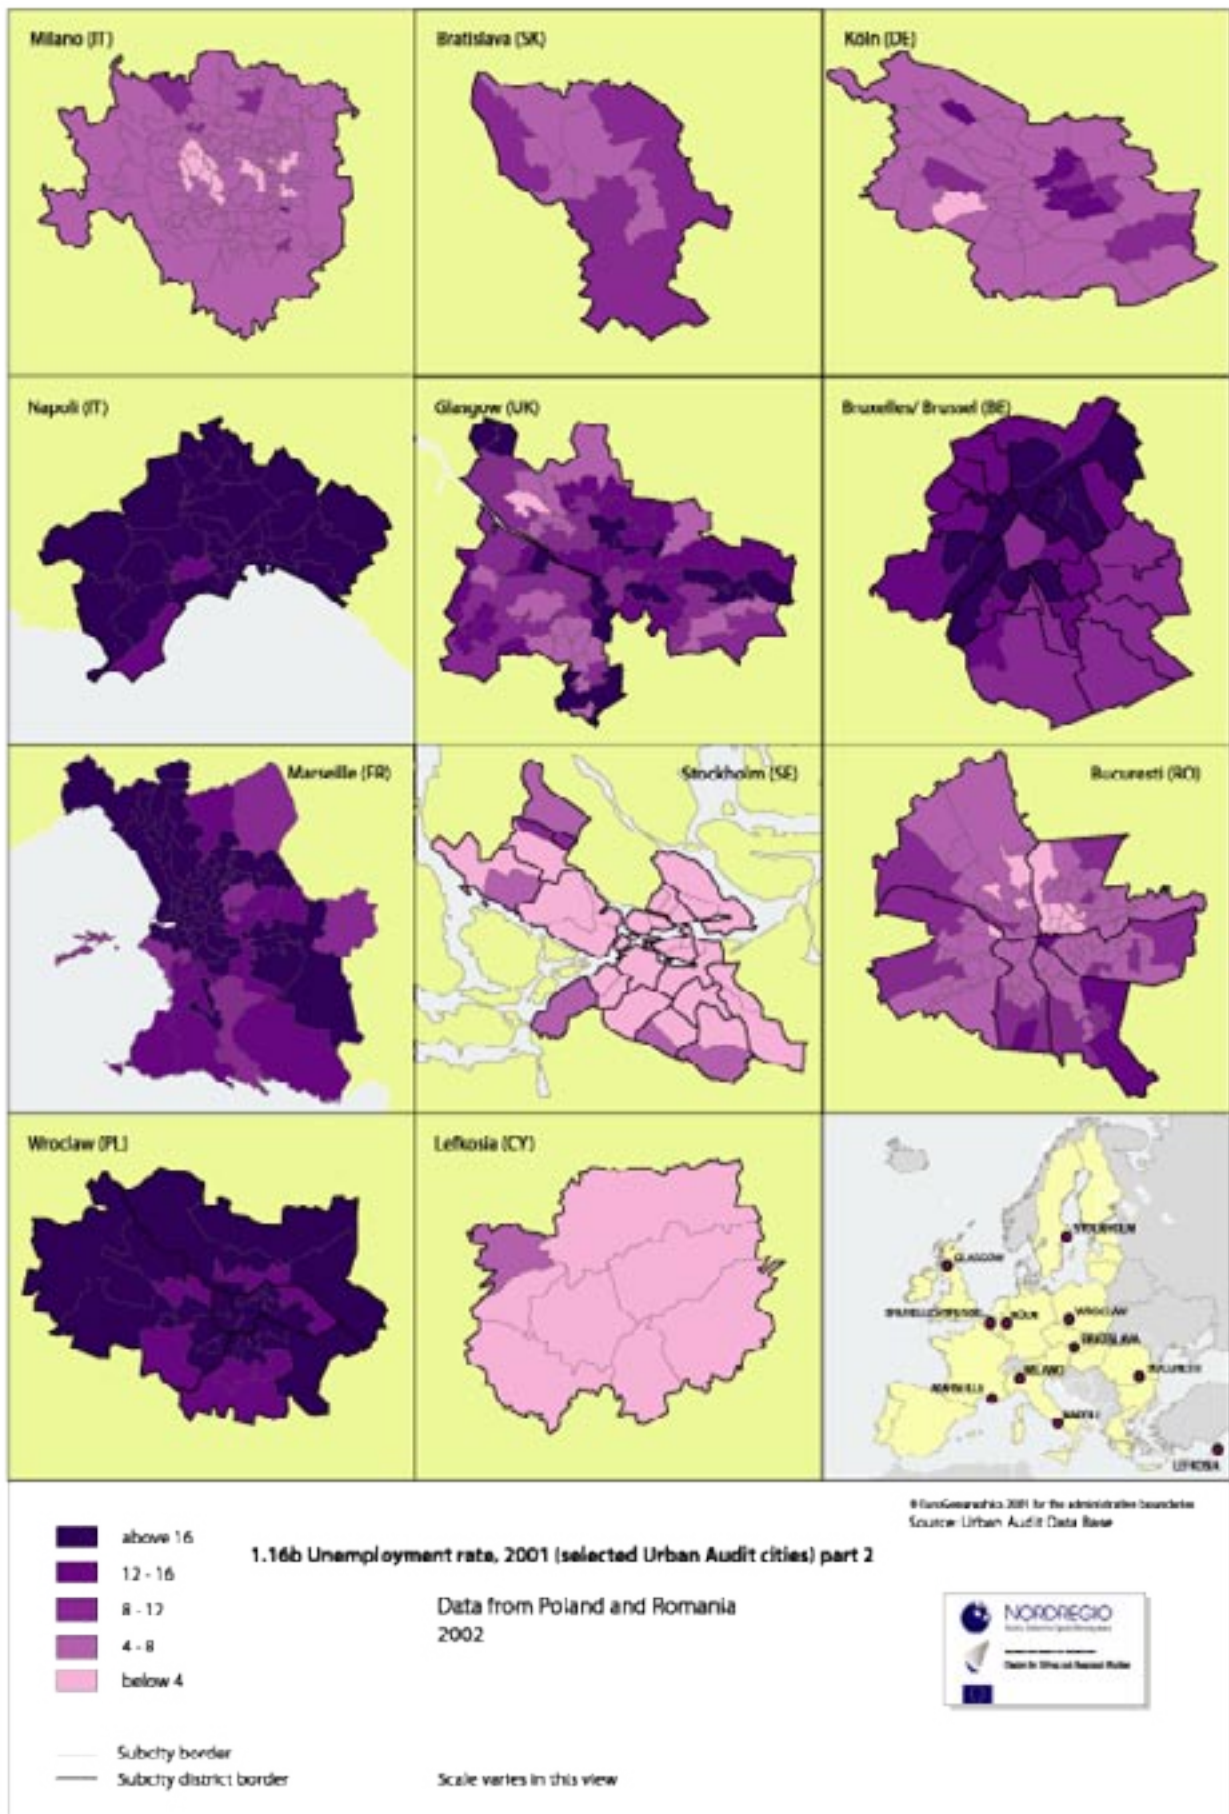 Milano (IT)
Bratislava (SK)
Köln (DE)
Napoli (IT)
Glasgow (UK)
Bruxelles/ Brussel (BE)
Marseille (FR)
Stockholm (SE)
Bucuresti (RO)
Wroclaw (PL)
Lefkosia (CY)
STOCKHOLM
GLASGOW
KÖLN
WROCLAW
BRATISLAVA
MILANO
BUCURESTI
MARSEILLE
NAPOLI
LEFKOSIA
© EuroGeographics 2001 for the administrative boundaries
Source: Urban Audit Data Base
above 16
12 - 16
8 - 12
4 - 8
below 4
1.16b Unemployment rate, 2001 (selected Urban Audit cities) part 2
Data from Poland and Romania
2002
NORDREGIO
Subcity border
Subcity district border
Scale varies in this view